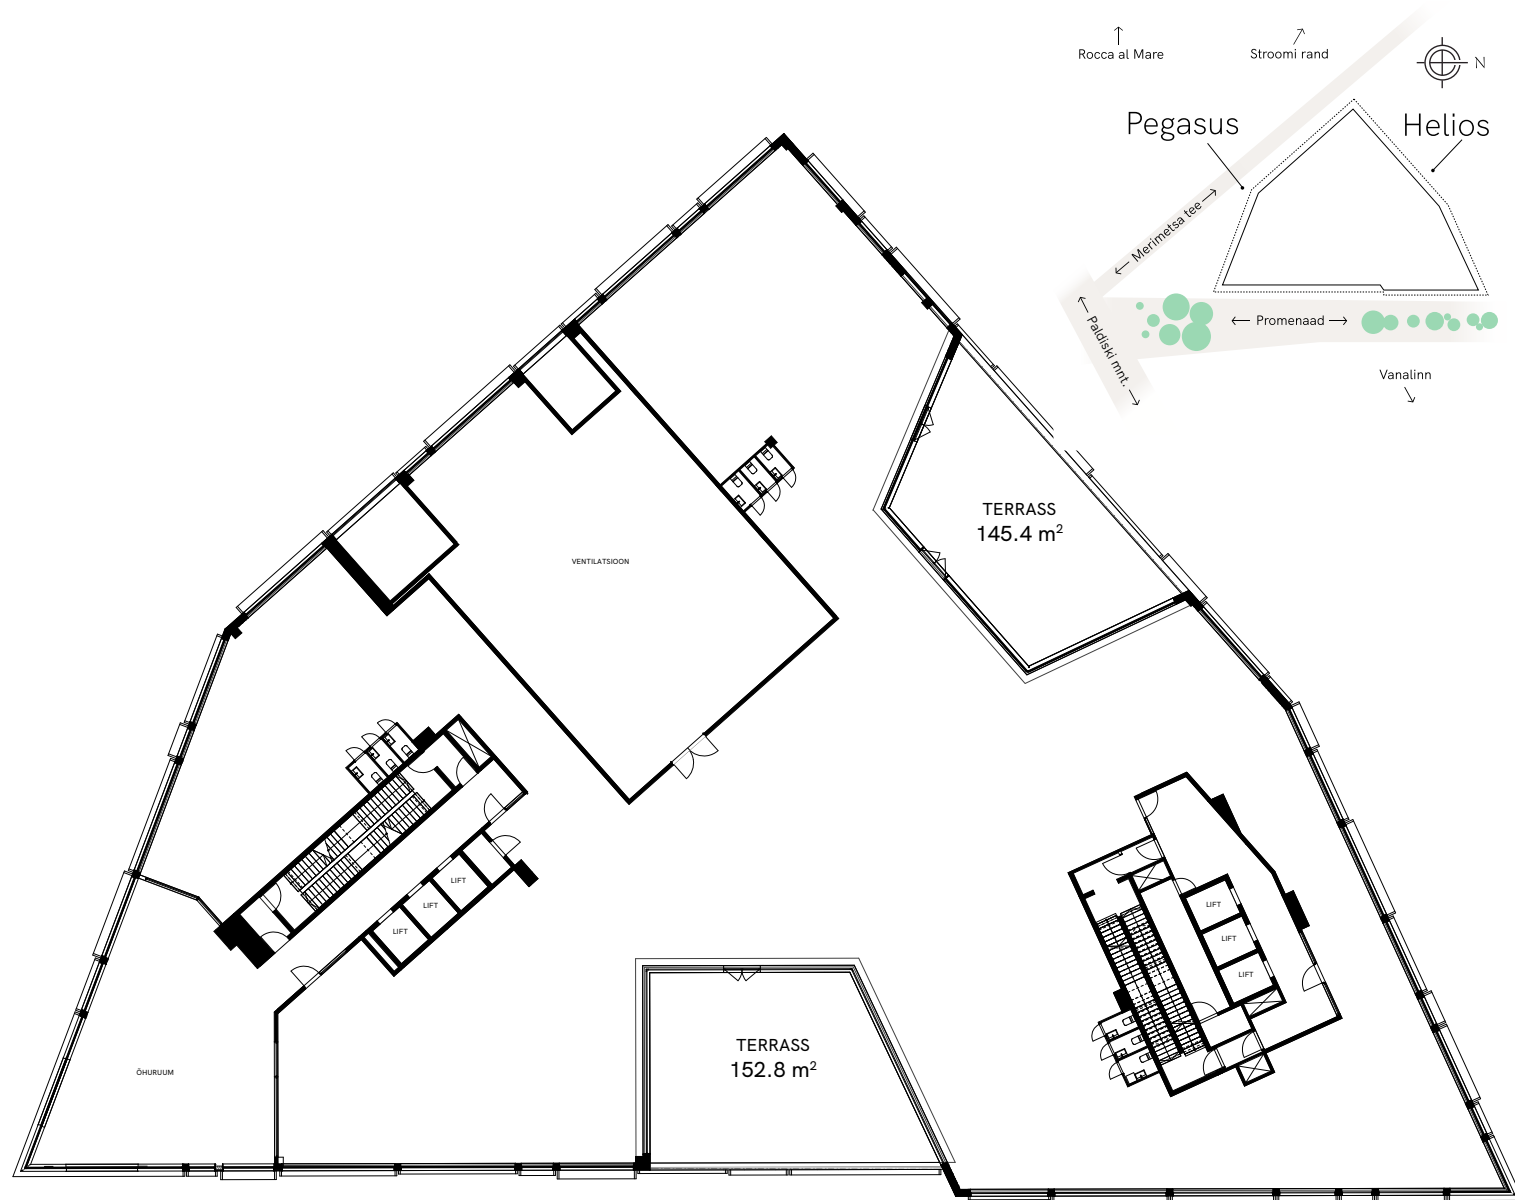 Rocca al Mare
Stroomi rand
N
Pegasus
Helios
Merimetsa tee
Promenaad
Paldiski mnt.
Vanalinn
TERRASS
145.4 m²
VENTILATSIOON
LIFT
LIFT
LIFT
LIFT
LIFT
LIFT
TERRASS
152.8 m²
ÕHURUUM